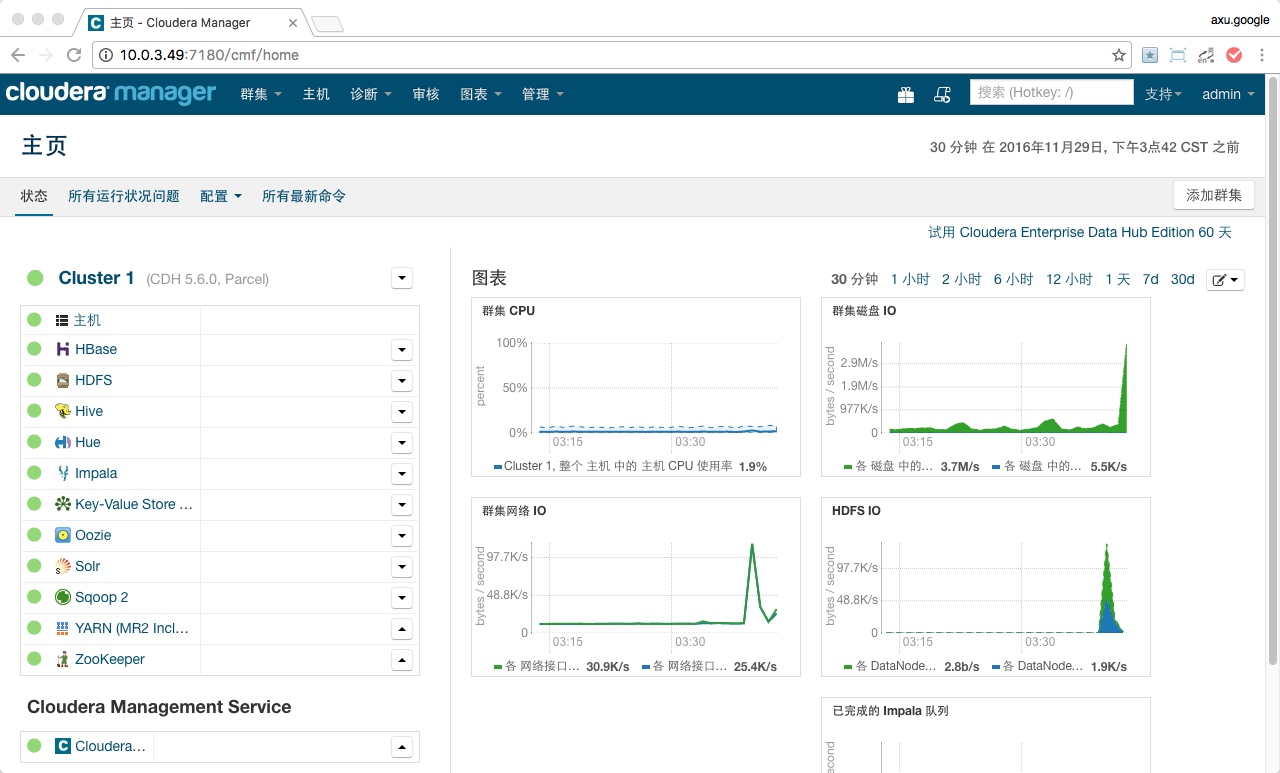 主页 - Cloudera Manager
axu.google
10.0.3.49:7180/cmf/home
cloudera manager 群集 主机 诊断 审核 图表 管理 搜索 (Hotkey: /) 支持 admin
主页
30 分钟 在 2016年11月29日, 下午3点42 CST 之前
状态 所有运行状况问题 配置 所有最新命令 添加群集
试用 Cloudera Enterprise Data Hub Edition 60 天
Cluster 1 (CDH 5.6.0, Parcel)
主机
HBase
HDFS
Hive
Hue
Impala
Key-Value Store ...
Oozie
Solr
Sqoop 2
YARN (MR2 Incl...
ZooKeeper
Cloudera Management Service
Cloudera...
图表
30 分钟 1 小时 2 小时 6 小时 12 小时 1 天 7d 30d
群集 CPU
percent
100%
50%
0%
03:15 03:30
Cluster 1, 整个 主机 中的 主机 CPU 使用率 1.9%
群集磁盘 IO
bytes / second
2.9M/s
1.9M/s
977K/s
0
03:15 03:30
各 磁盘 中的... 3.7M/s 各 磁盘 中的... 5.5K/s
群集网络 IO
bytes / second
97.7K/s
48.8K/s
0
03:15 03:30
各 网络接口... 30.9K/s 各 网络接口... 25.4K/s
HDFS IO
bytes / second
97.7K/s
48.8K/s
0
03:15 03:30
各 DataNode... 2.8b/s 各 DataNode... 1.9K/s
已完成的 Impala 队列
second